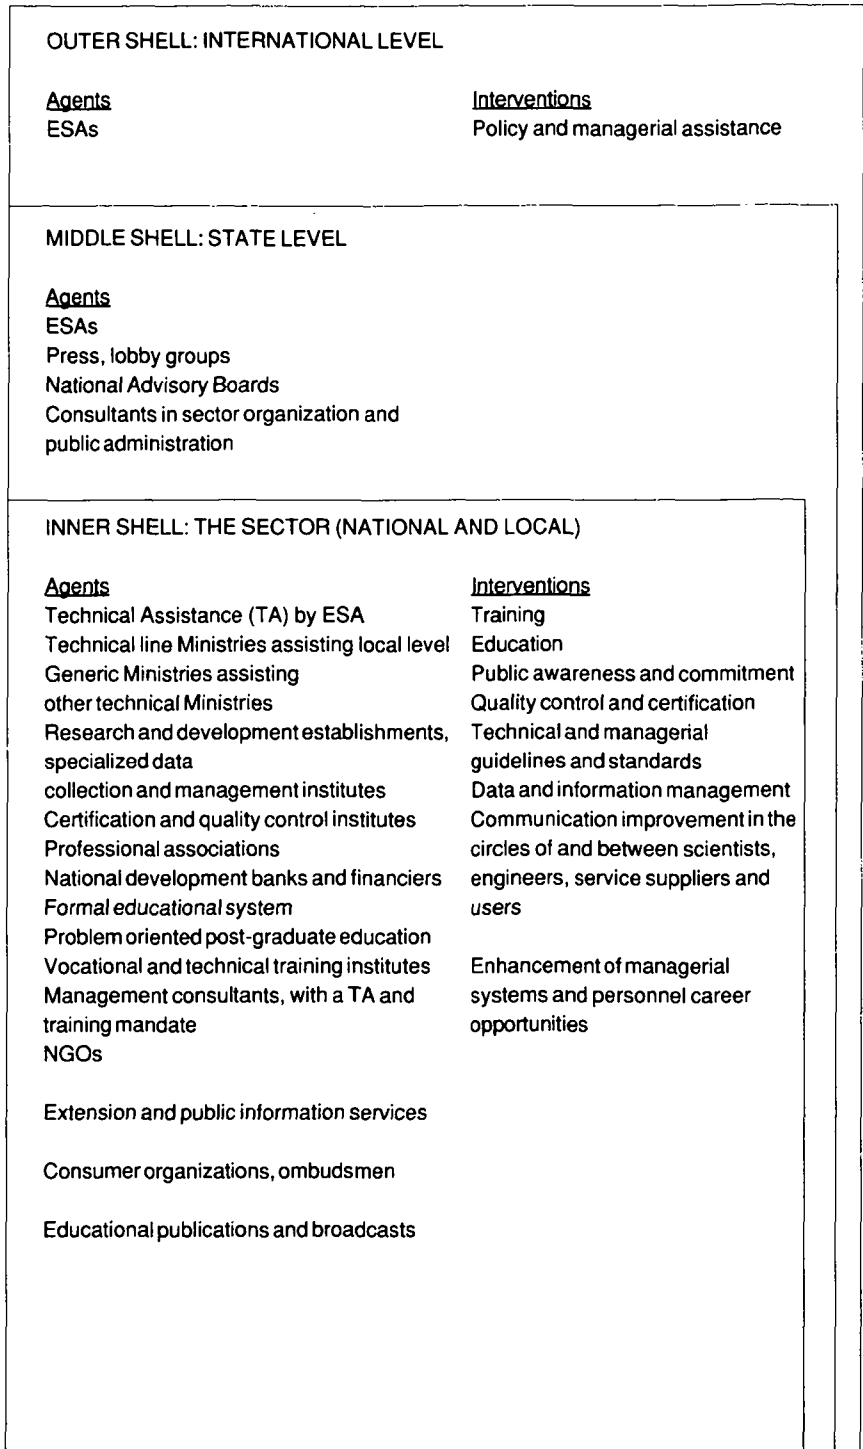 OUTER SHELL: INTERNATIONAL LEVEL
Agents
ESAs
Interventions
Policy and managerial assistance
MIDDLE SHELL: STATE LEVEL
Agents
ESAs
Press, lobby groups
National Advisory Boards
Consultants in sector organization and
public administration
INNER SHELL: THE SECTOR (NATIONAL AND LOCAL)
Agents
Technical Assistance (TA) by ESA
Technical line Ministries assisting local level
Generic Ministries assisting
other technical Ministries
Research and development establishments,
specialized data
collection and management institutes
Certification and quality control institutes
Professional associations
National development banks and financiers
Formal educational system
Problem oriented post-graduate education
Vocational and technical training institutes
Management consultants, with a TA and
training mandate
NGOs
Extension and public information services
Consumer organizations, ombudsmen
Educational publications and broadcasts
Interventions
Training
Education
Public awareness and commitment
Quality control and certification
Technical and managerial
guidelines and standards
Data and information management
Communication improvement in the
circles of and between scientists,
engineers, service suppliers and
users
Enhancement of managerial
systems and personnel career
opportunities